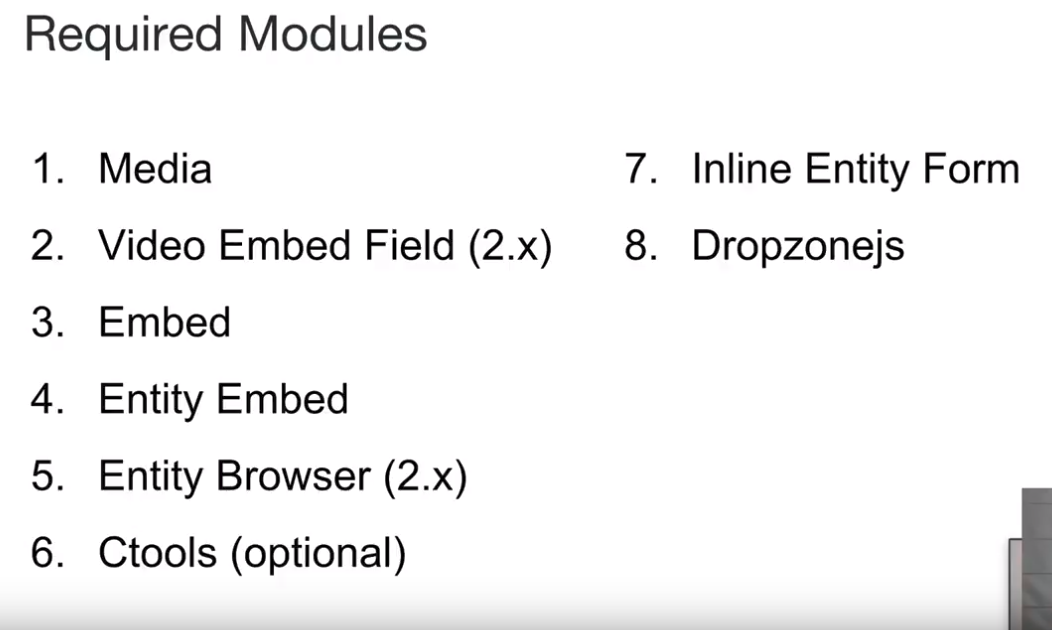 Required Modules
1. Media
2. Video Embed Field (2.x)
3. Embed
4. Entity Embed
5. Entity Browser (2.x)
6. Ctools (optional)
7. Inline Entity Form
8. Dropzonejs